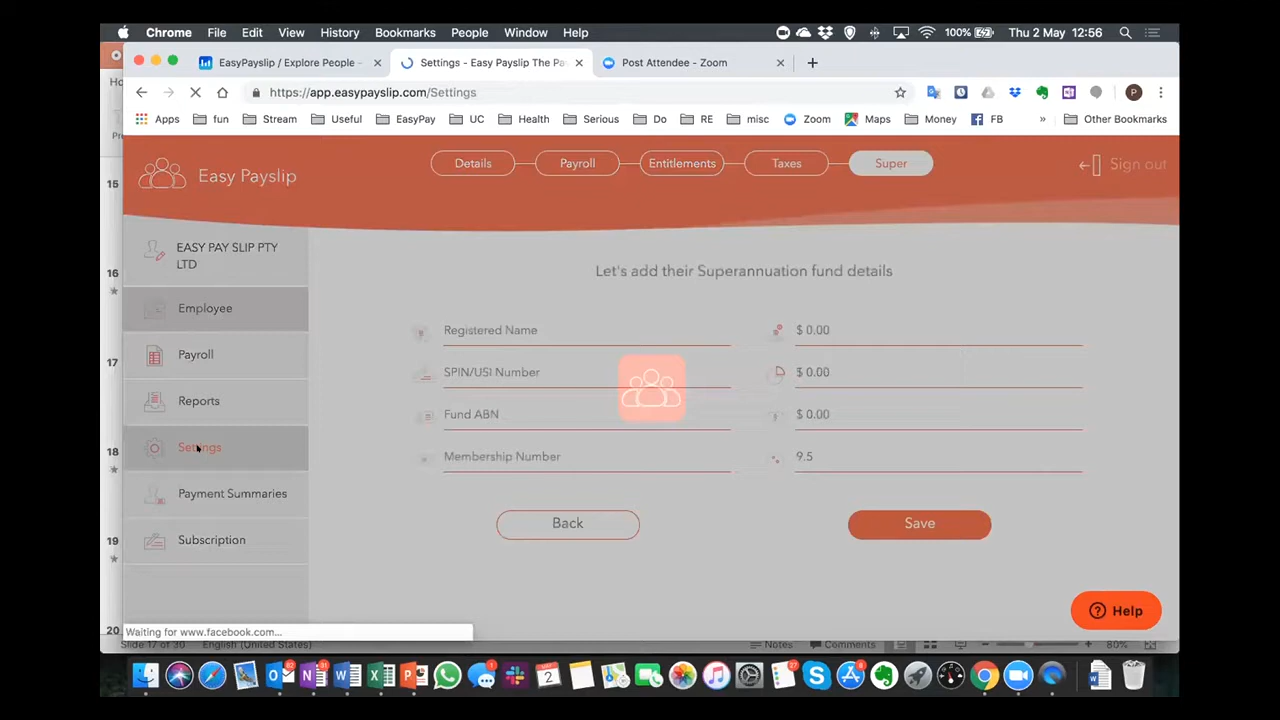 Chrome File Edit View History Bookmarks People Window Help 100% Thu 2 May 12:56
EasyPayslip / Explore People - Settings - Easy Payslip The Pa Post Attendee - Zoom
https://app.easypayslip.com/Settings
Apps fun Stream Useful EasyPay UC Health Serious Do RE misc Zoom Maps Money FB » Other Bookmarks
Easy Payslip
Details Payroll Entitlements Taxes Super
Sign out
EASY PAY SLIP PTY
LTD
Employee
Payroll
Reports
Settings
Payment Summaries
Subscription
Let's add their Superannuation fund details
Registered Name $ 0.00
SPIN/USI Number $ 0.00
Fund ABN $ 0.00
Membership Number 9.5
Back Save
Help
15
16
17
18
19
20
Waiting for www.facebook.com...
Slide 17 of 30 English (United States) Notes Comments 80%